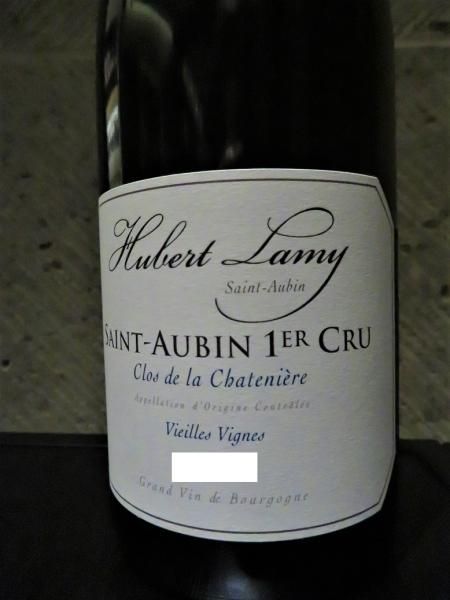 Hubert Lamy
Saint-Aubin
SAINT-AUBIN 1ER CRU
Clos de la Chatenière
Appellation d'Origine Contrôlée
Vieilles Vignes
Grand Vin de Bourgogne